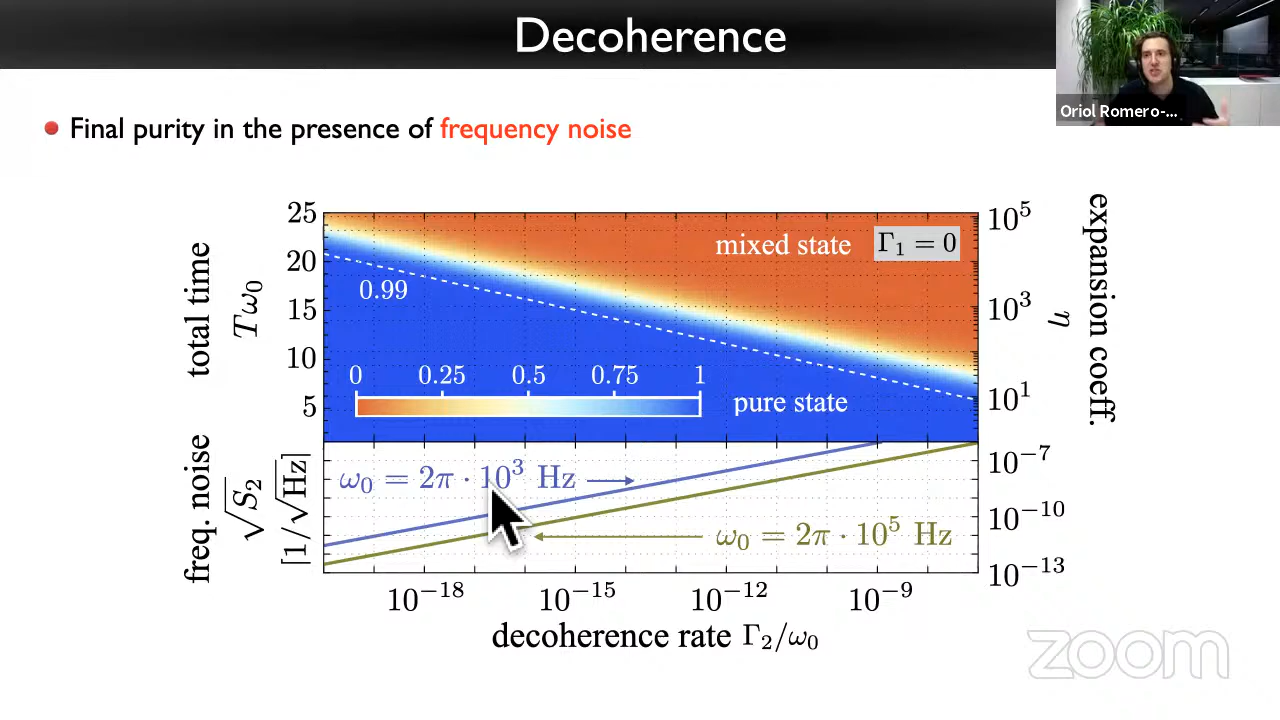 Decoherence
Oriol Romero-...
Final purity in the presence of frequency noise
total time
Tω₀
25
20
15
10
5
mixed state
Γ₁ = 0
0.99
0 0.25 0.5 0.75 1
pure state
10⁵
10³
10¹
expansion coeff.
η
freq. noise
√S₂
[1/√Hz]
ω₀ = 2π · 10³ Hz
ω₀ = 2π · 10⁵ Hz
10⁻⁷
10⁻¹⁰
10⁻¹³
10⁻¹⁸ 10⁻¹⁵ 10⁻¹² 10⁻⁹
decoherence rate Γ₂/ω₀
zoom